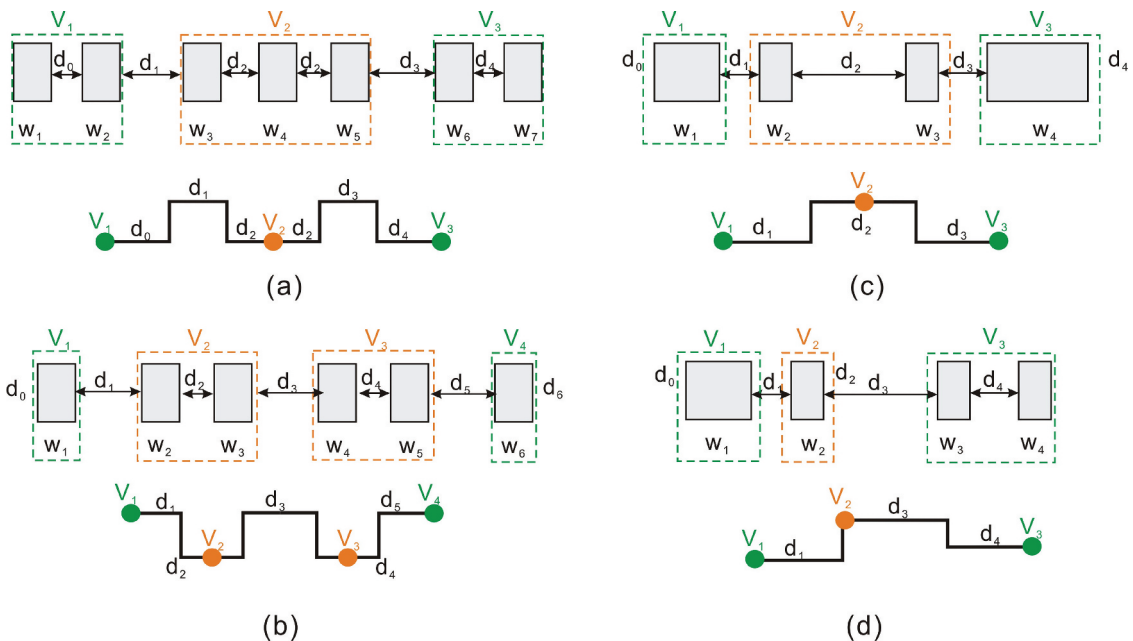 V₁ V₂ V₃
d₀ d₁ d₂ d₂ d₃ d₄
w₁ w₂ w₃ w₄ w₅ w₆ w₇
d₁ d₃
V₁ d₀ d₂ V₂ d₂ d₄ V₃
(a)
V₁ V₂ V₃
d₀ d₁ d₂ d₃ d₄
w₁ w₂ w₃ w₄
V₂
V₁ d₁ d₂ d₃ V₃
(c)
V₁ V₂ V₃ V₄
d₀ d₁ d₂ d₃ d₄ d₅ d₆
w₁ w₂ w₃ w₄ w₅ w₆
V₁ d₁ d₃ d₅ V₄
V₂ V₃
d₂ d₄
(b)
V₁ V₂ V₃
d₀ d₁ d₂ d₃ d₄
w₁ w₂ w₃ w₄
V₂ d₃
V₁ d₁ d₄ V₃
(d)